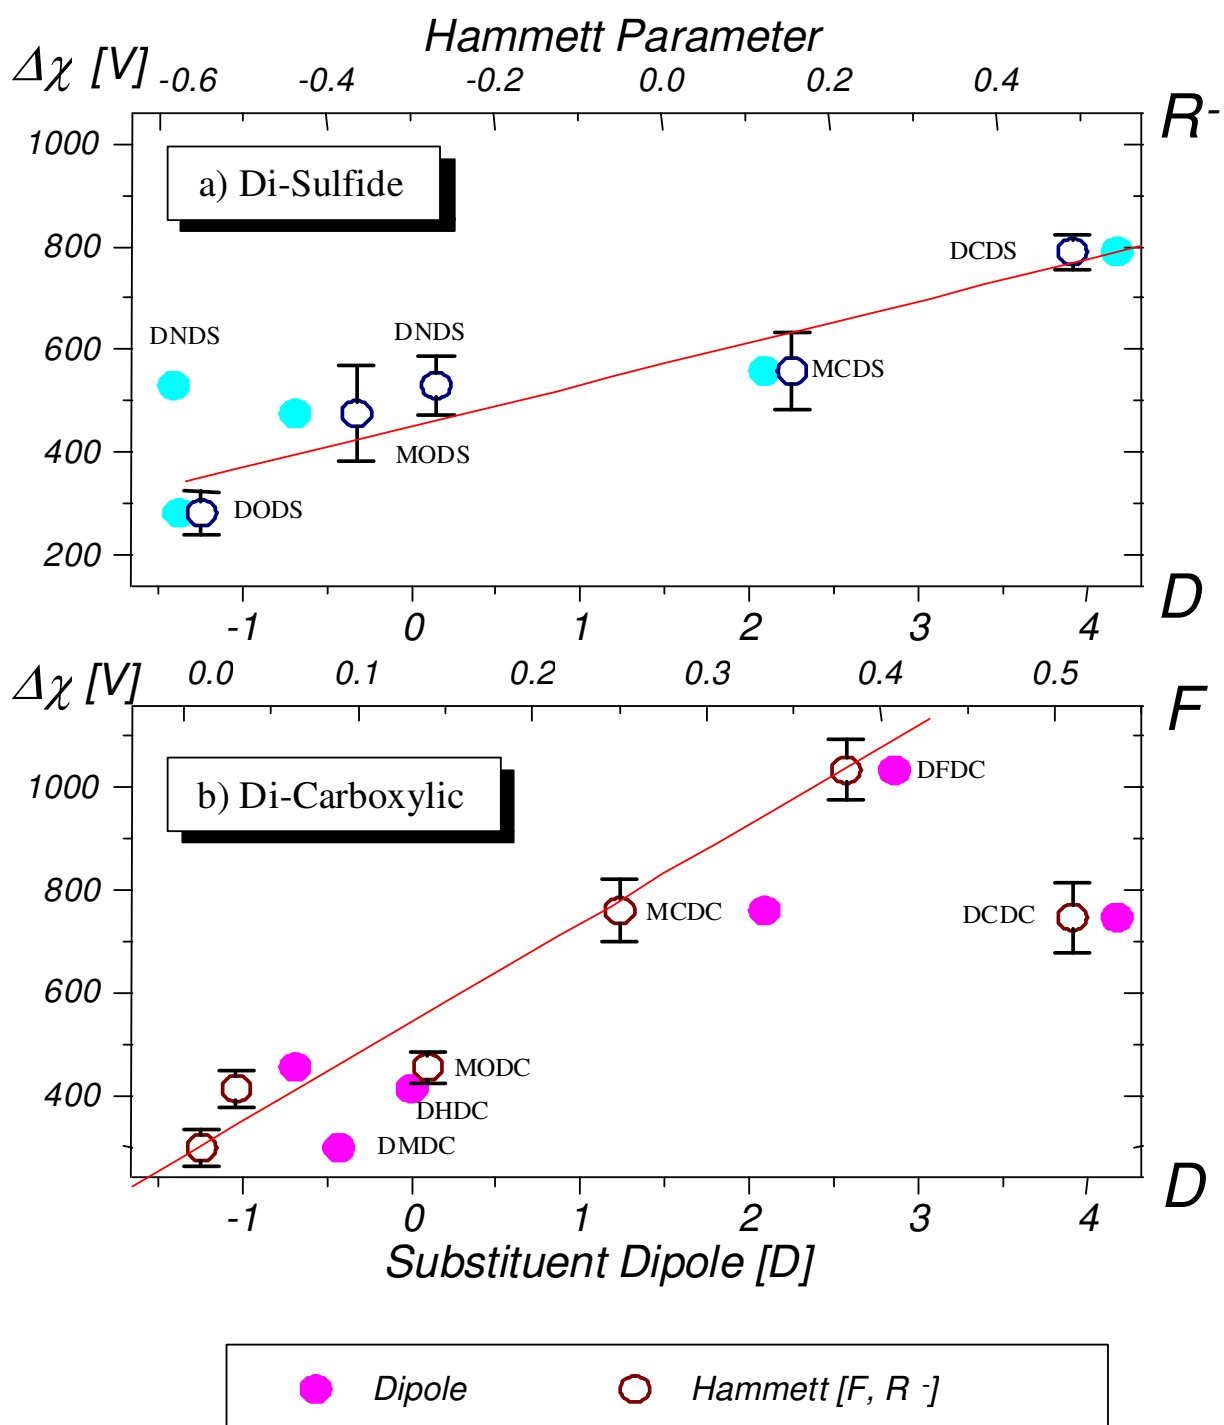 Hammett Parameter
Δχ [V]
-0.6 -0.4 -0.2 0.0 0.2 0.4
R-
1000
a) Di-Sulfide
800
DCDS
600
DNDS
DNDS
MCDS
400
MODS
DODS
200
D
-1 0 1 2 3 4
0.0 0.1 0.2 0.3 0.4 0.5
Δχ [V]
F
1000
DFDC
b) Di-Carboxylic
800
MCDC
DCDC
600
MODC
400
DHDC
DMDC
D
-1 0 1 2 3 4
Substituent Dipole [D]
Dipole Hammett [F, R -]